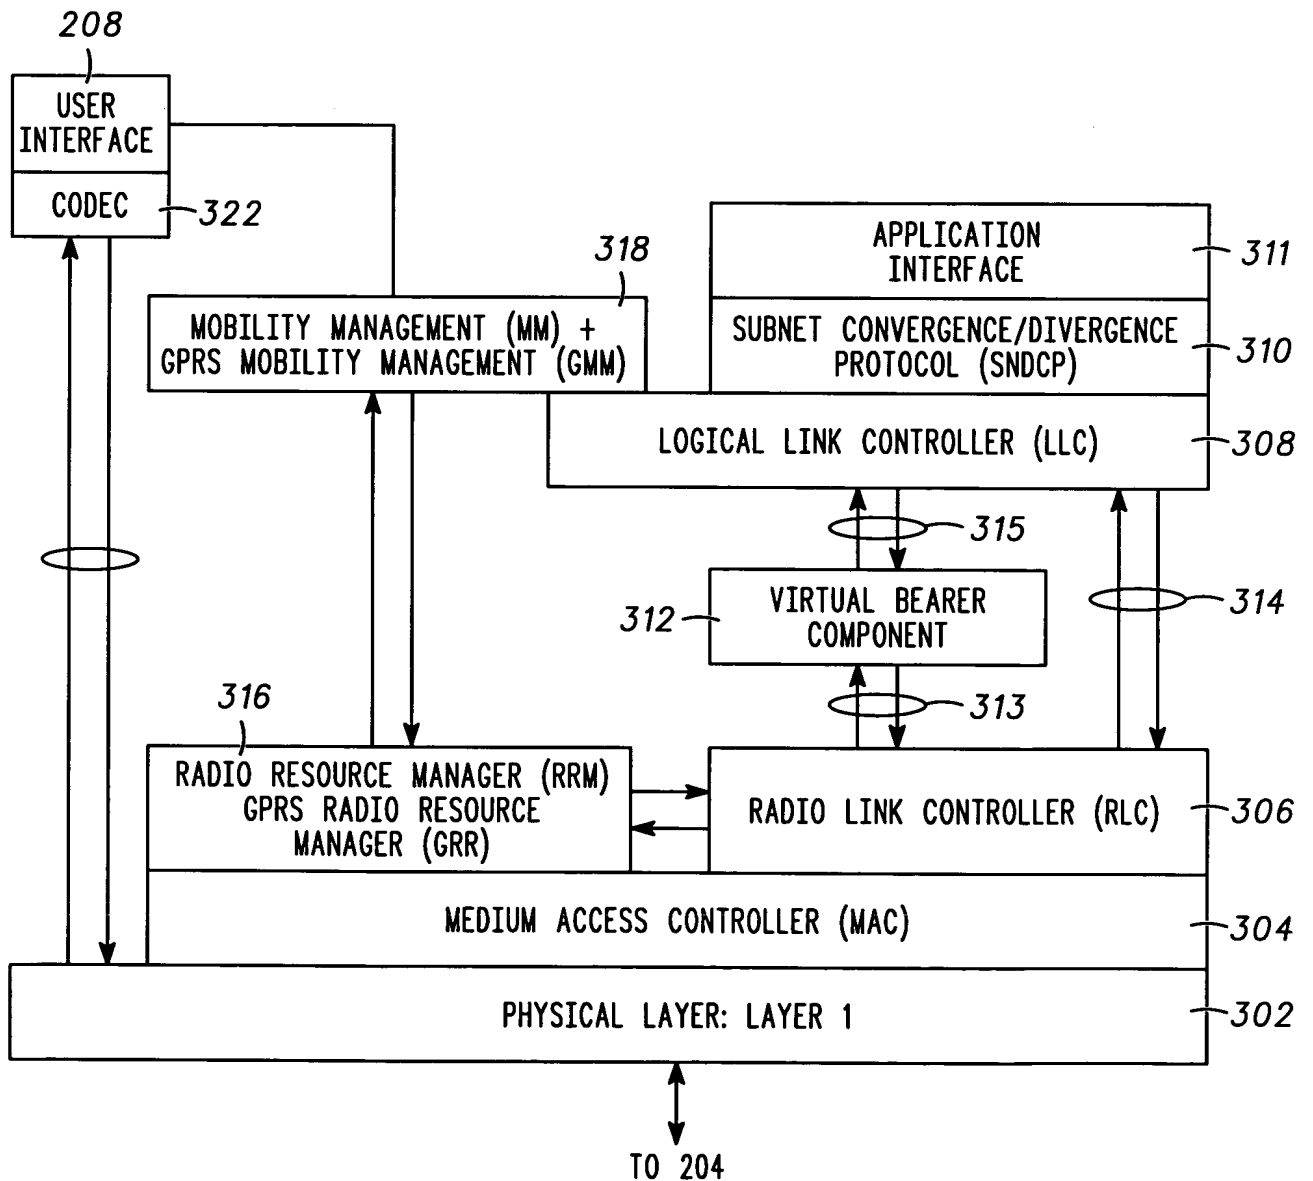 208
USER
INTERFACE
CODEC
322
318
MOBILITY MANAGEMENT (MM) +
GPRS MOBILITY MANAGEMENT (GMM)
APPLICATION
INTERFACE
311
SUBNET CONVERGENCE/DIVERGENCE
PROTOCOL (SNDCP)
310
LOGICAL LINK CONTROLLER (LLC)
308
315
312
VIRTUAL BEARER
COMPONENT
314
313
316
RADIO RESOURCE MANAGER (RRM)
GPRS RADIO RESOURCE
MANAGER (GRR)
RADIO LINK CONTROLLER (RLC)
306
MEDIUM ACCESS CONTROLLER (MAC)
304
PHYSICAL LAYER: LAYER 1
302
TO 204